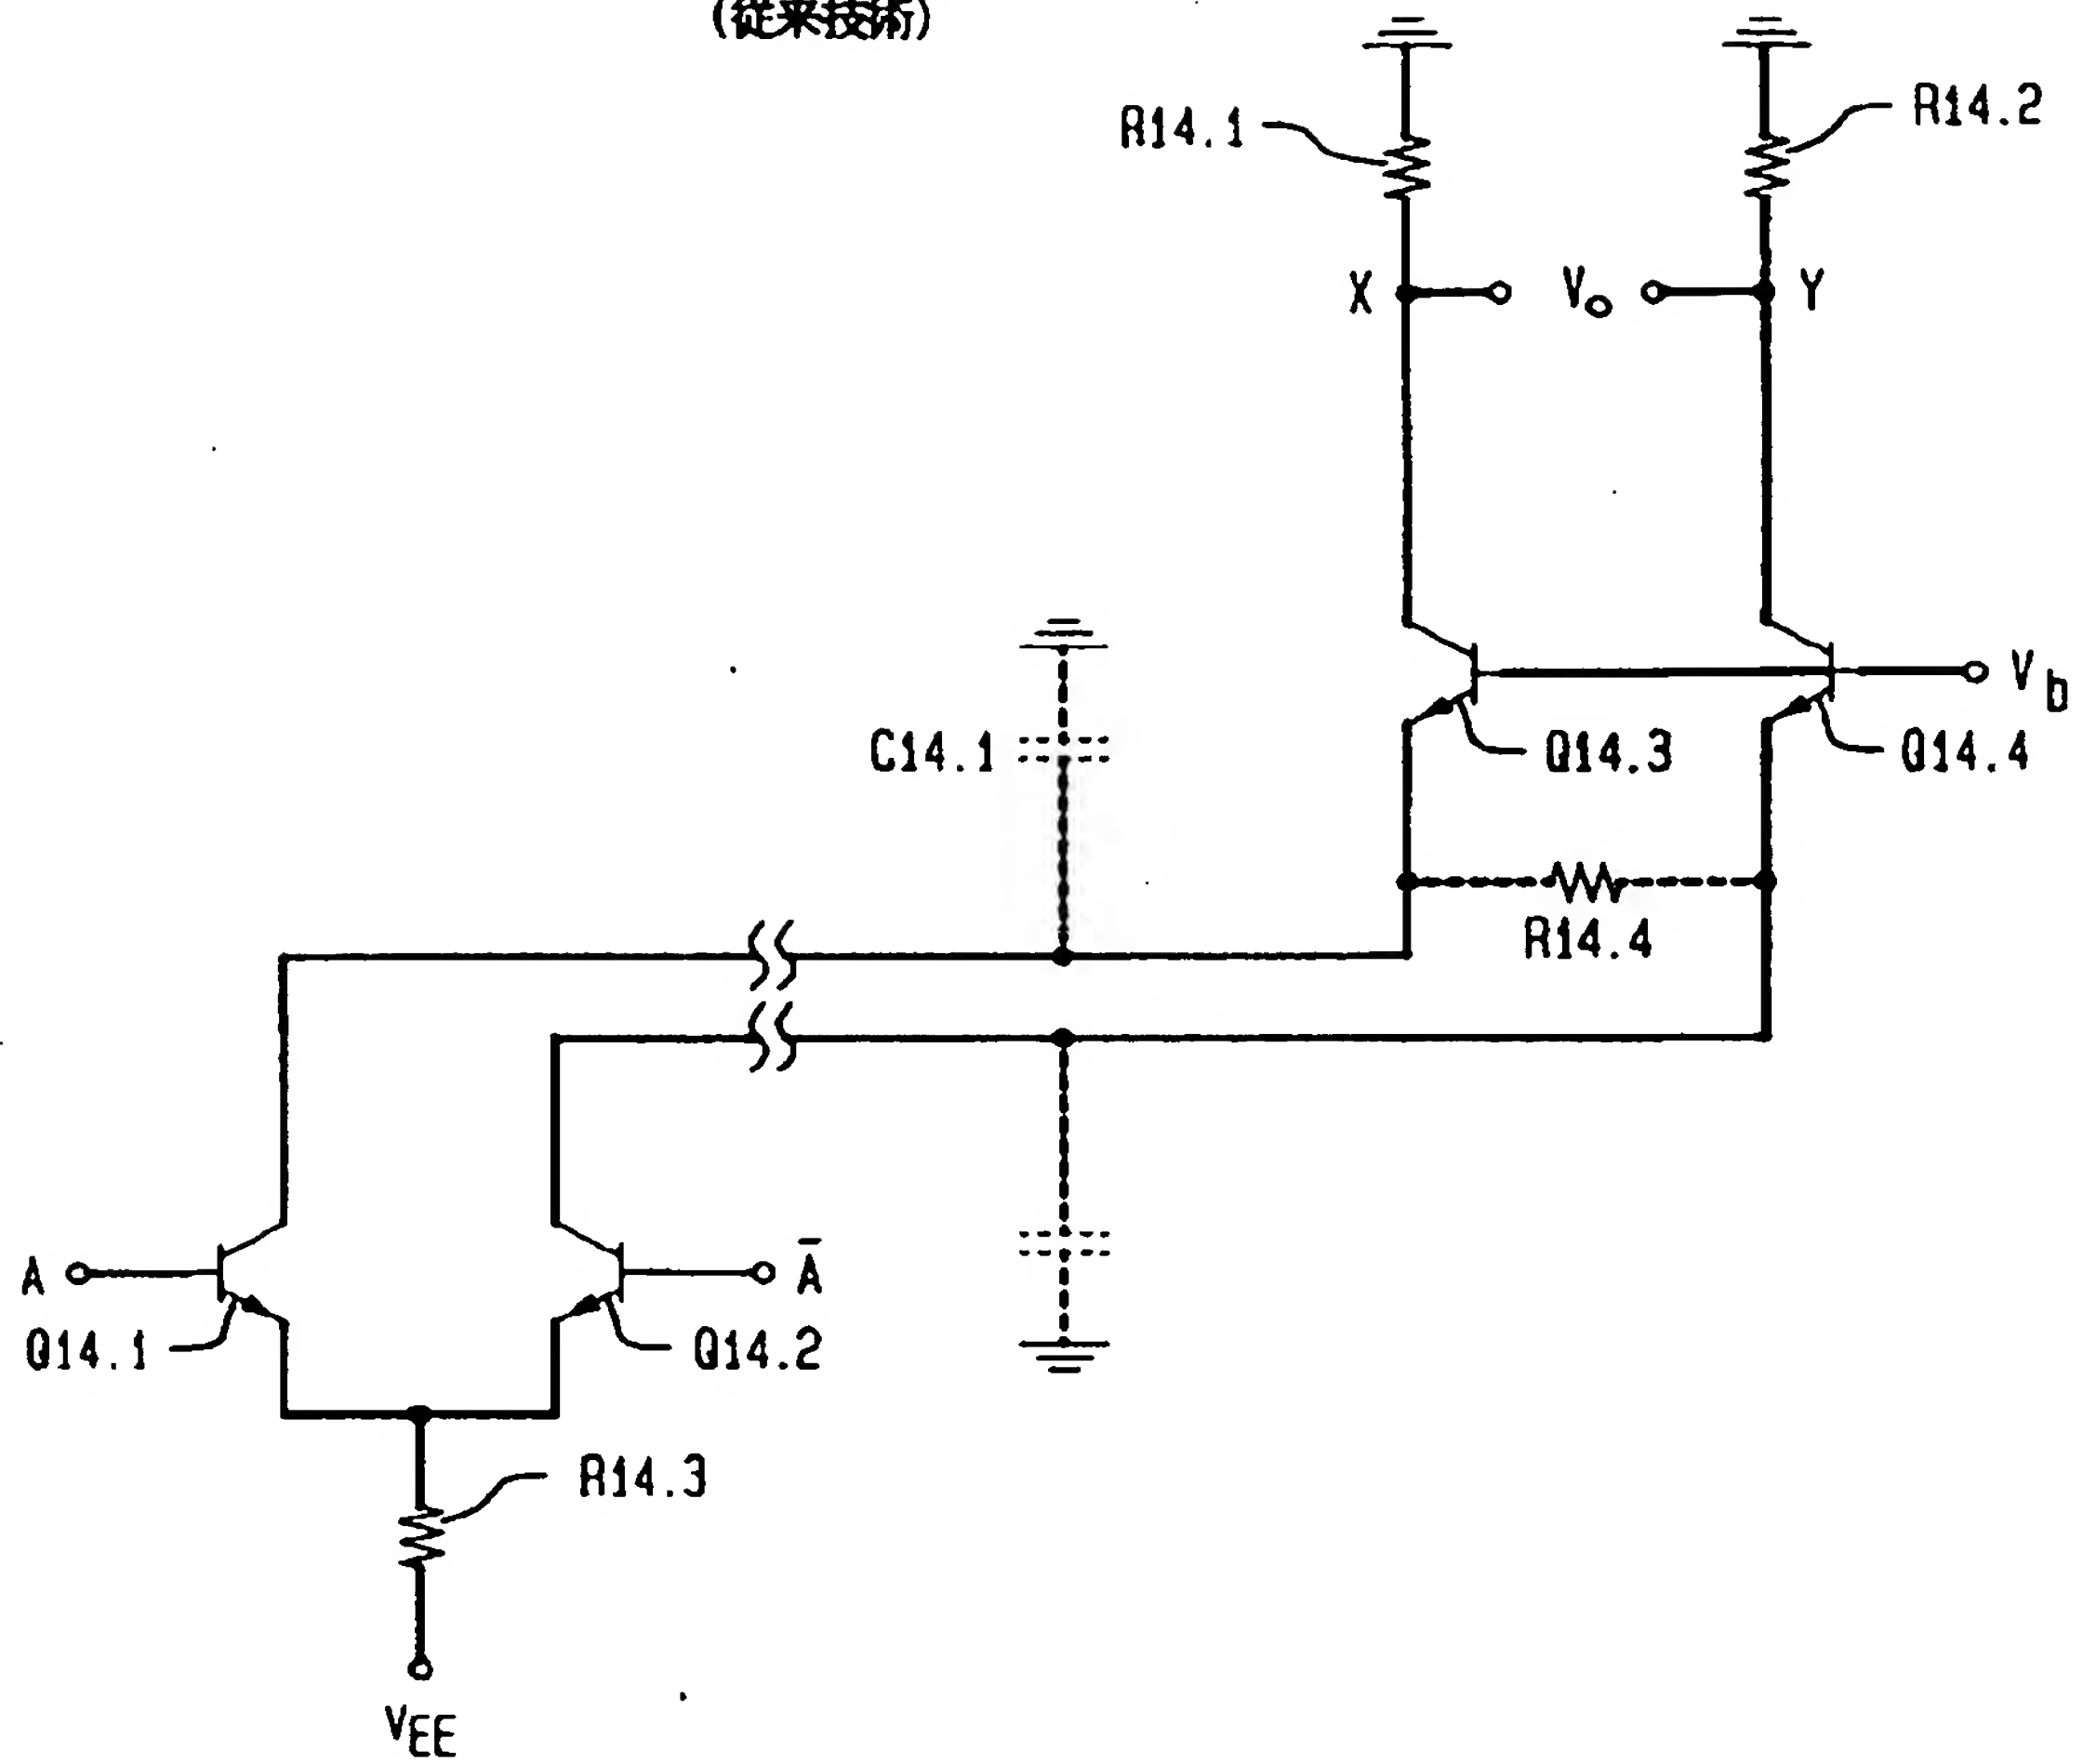 (従来技術)
R14.1
R14.2
X
Vo
Y
Vb
C14.1
Q14.3
Q14.4
R14.4
A
Ā
Q14.1
Q14.2
R14.3
VEE